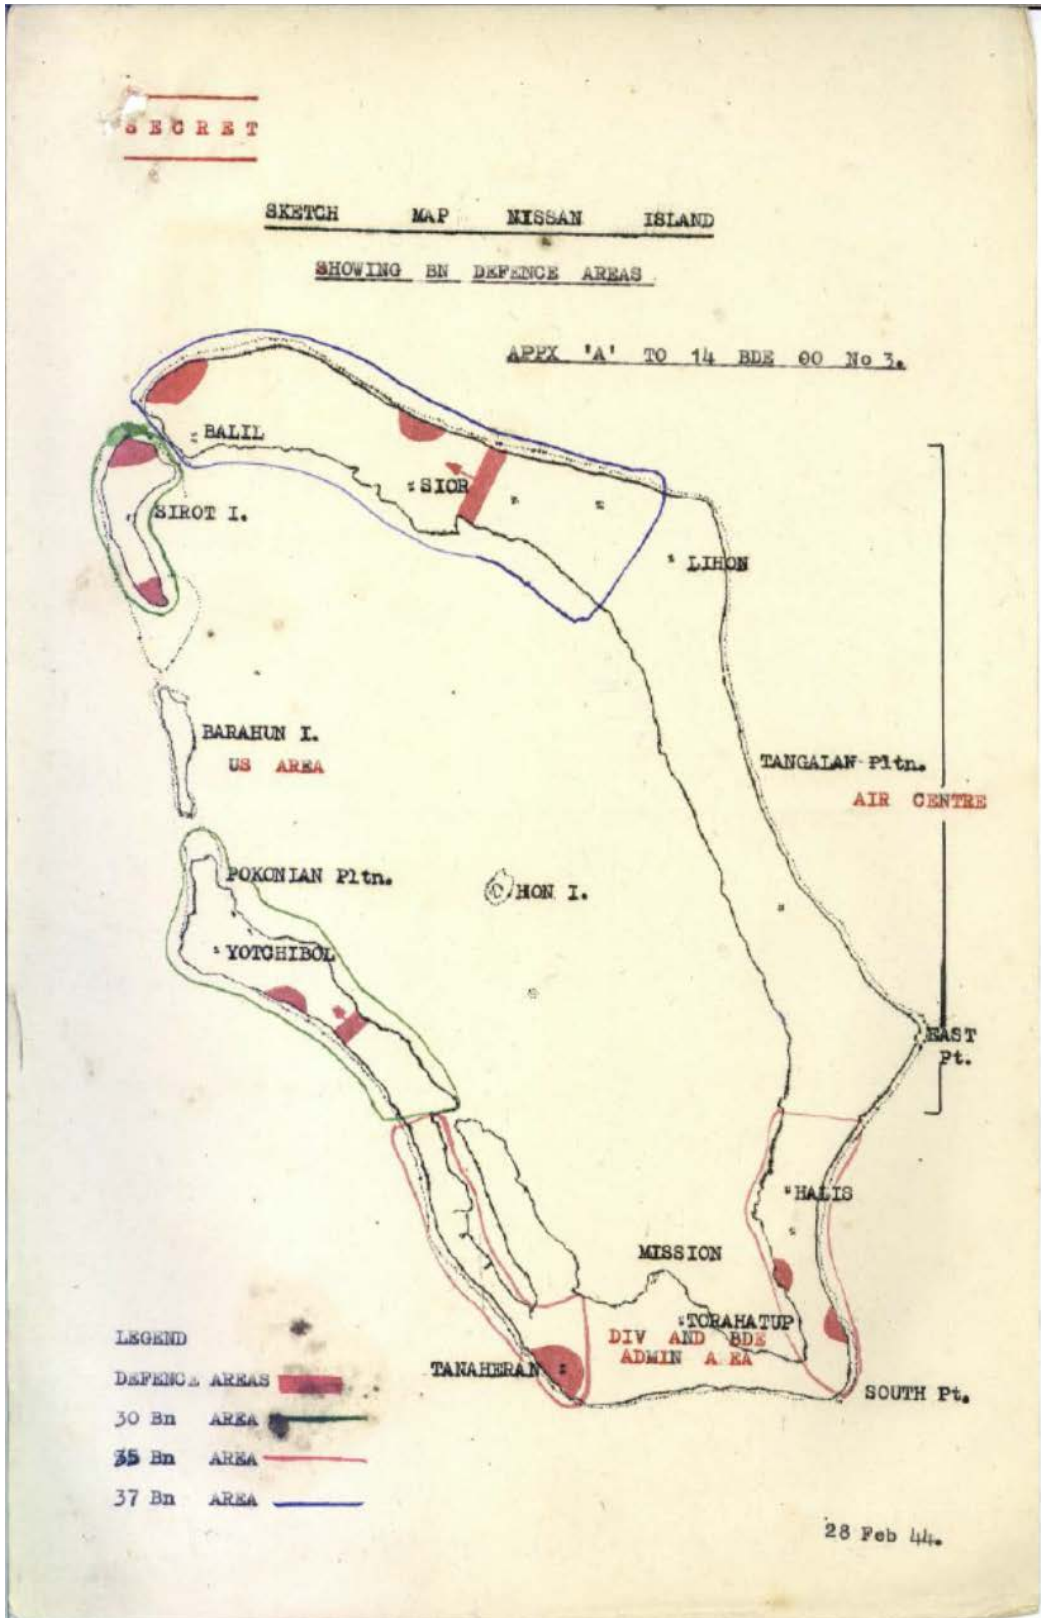 SECRET
SKETCH MAP NISSAN ISLAND
SHOWING BN DEFENCE AREAS
APPX 'A' TO 14 BDE OO No 3.
BALIL
SIOR
SIROT I.
LIHON
BARAHUN I.
US AREA
TANGALAN Pltn.
AIR CENTRE
POKONIAN Pltn.
HON I.
YOTCHIBOL
EAST
Pt.
HALIS
MISSION
TORAHATUP
DIV AND BDE
ADMIN A EA
TANAHERAN
SOUTH Pt.
LEGEND
DEFENCE AREAS
30 Bn AREA
35 Bn AREA
37 Bn AREA
28 Feb 44.